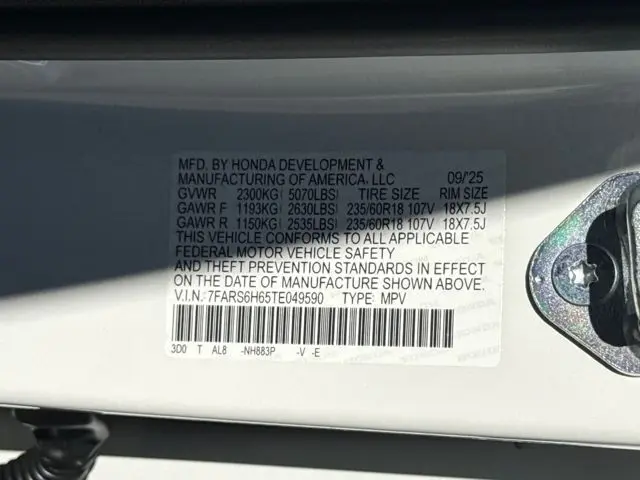 MFD. BY HONDA DEVELOPMENT &
MANUFACTURING OF AMERICA, LLC 09/'25
GVWR 2300KG( 5070LBS) TIRE SIZE RIM SIZE
GAWR F 1193KG( 2630LBS) 235/60R18 107V 18X7.5J
GAWR R 1150KG( 2535LBS) 235/60R18 107V 18X7.5J
THIS VEHICLE CONFORMS TO ALL APPLICABLE
FEDERAL MOTOR VEHICLE SAFETY
AND THEFT PREVENTION STANDARDS IN EFFECT
ON THE DATE OF MANUFACTURE SHOWN ABOVE.
V.I.N.: 7FARS6H65TE049590 TYPE: MPV
3D0 T AL8 -NH883P -V -E